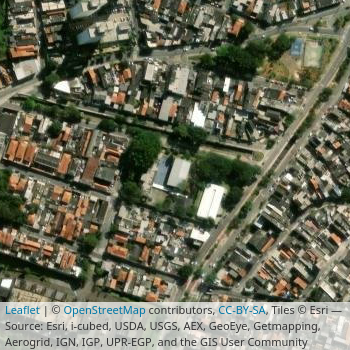 Leaflet | © OpenStreetMap contributors, CC-BY-SA, Tiles © Esri —
Source: Esri, i-cubed, USDA, USGS, AEX, GeoEye, Getmapping,
Aerogrid, IGN, IGP, UPR-EGP, and the GIS User Community